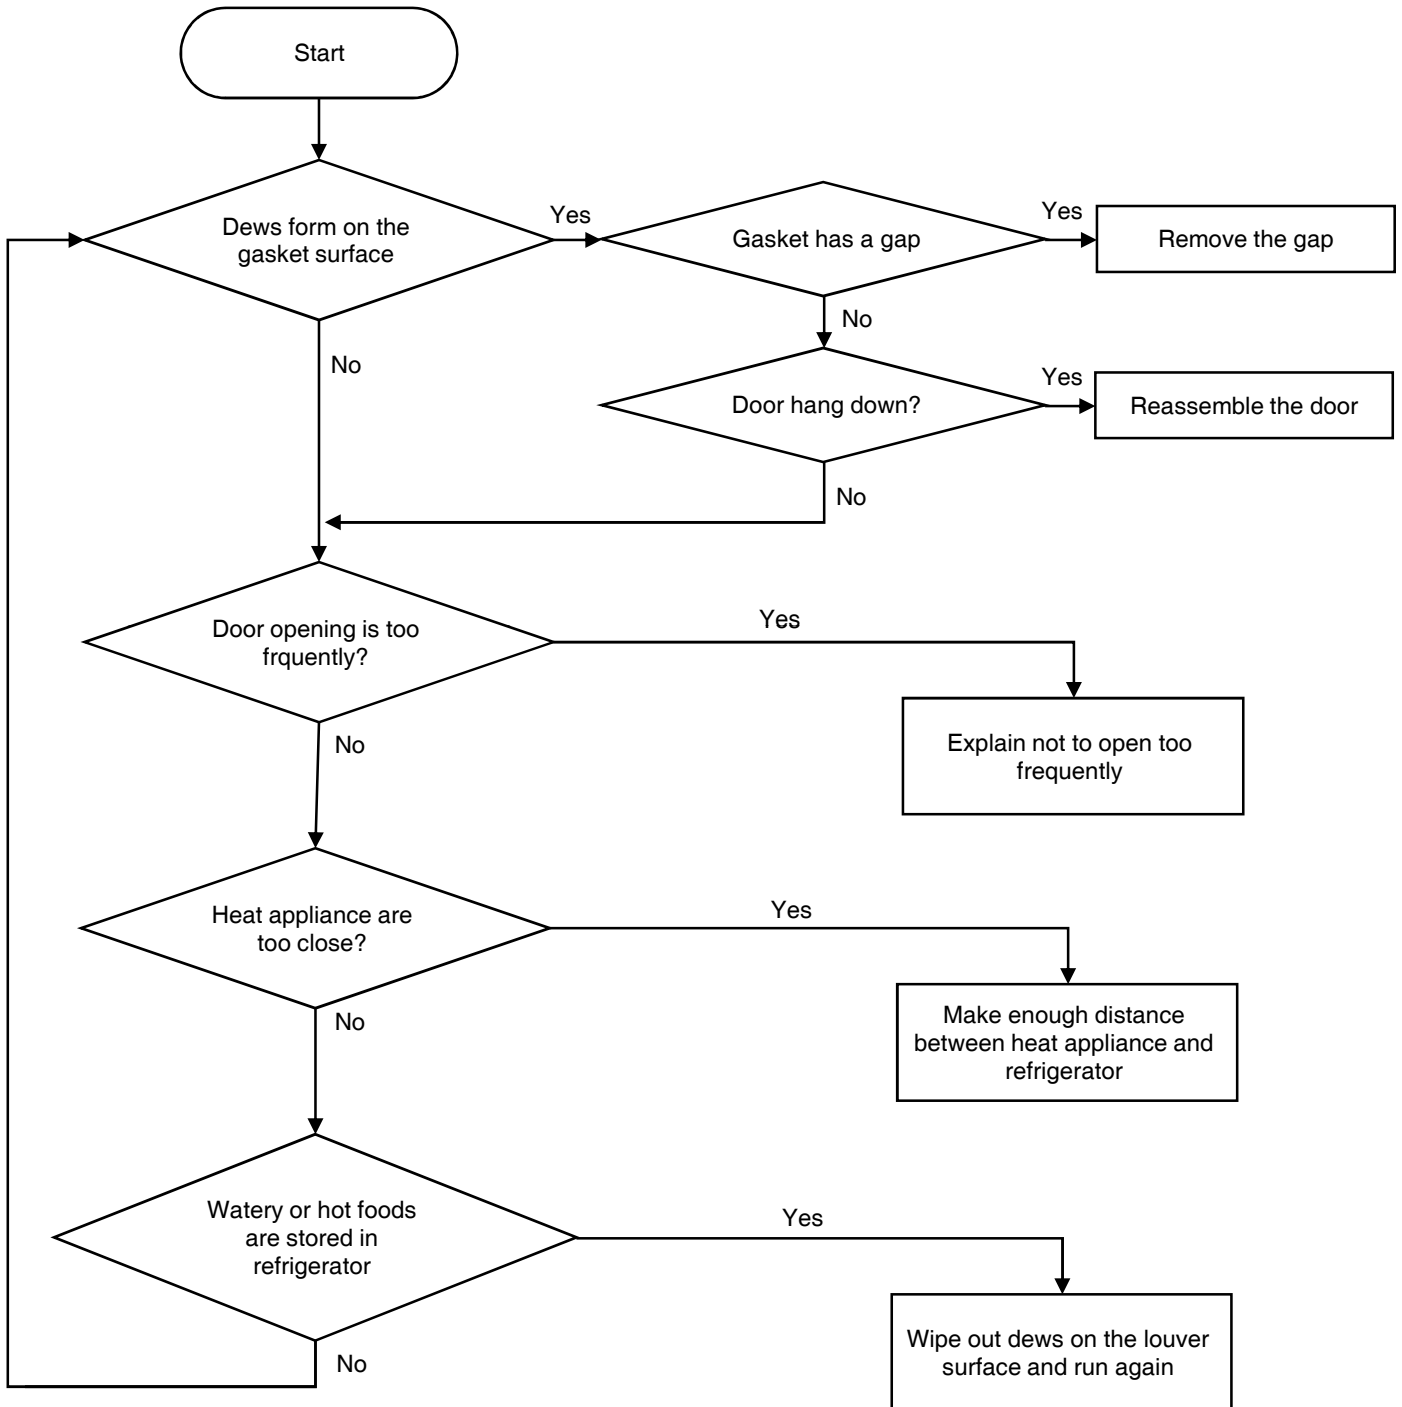 Start
Dews form on the
gasket surface
Yes
Gasket has a gap
Yes
Remove the gap
No
No
Door hang down?
Yes
Reassemble the door
No
Door opening is too
frquently?
Yes
Explain not to open too
frequently
No
Heat appliance are
too close?
Yes
Make enough distance
between heat appliance and
refrigerator
No
Watery or hot foods
are stored in
refrigerator
Yes
Wipe out dews on the louver
surface and run again
No